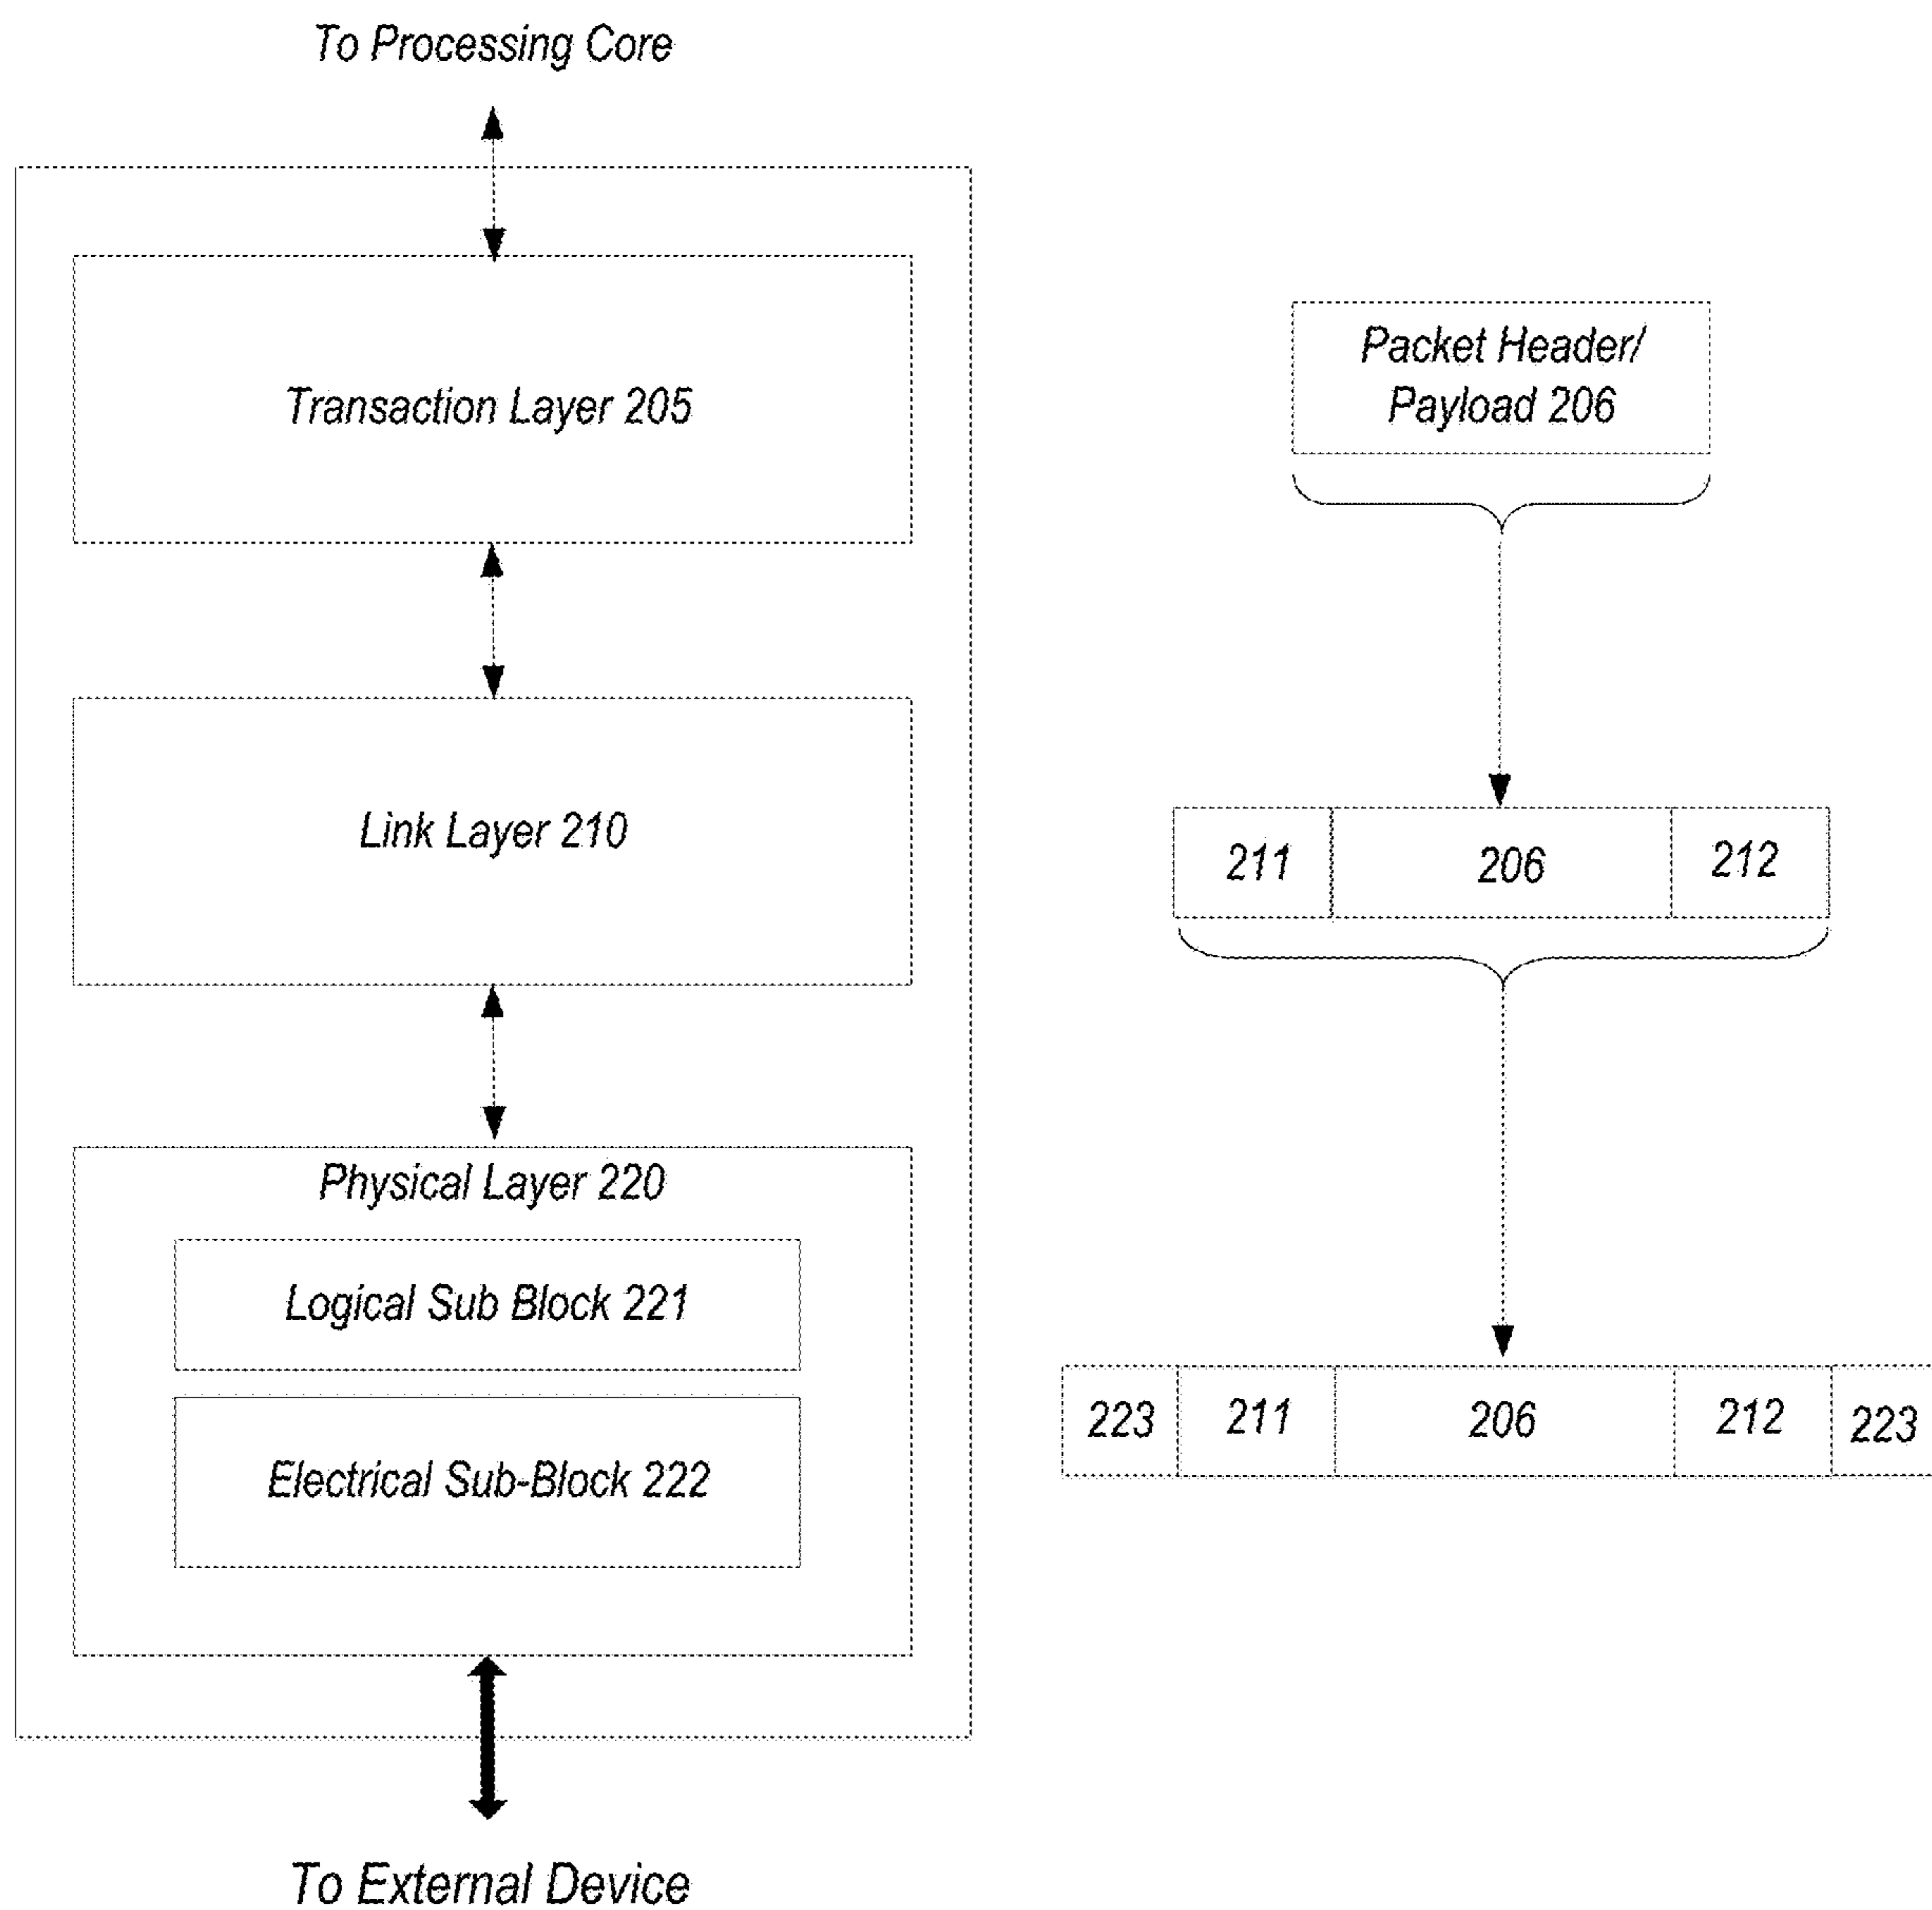 To Processing Core
Transaction Layer 205
Packet Header/
Payload 206
Link Layer 210
211 206 212
Physical Layer 220
Logical Sub Block 221
Electrical Sub-Block 222
223 211 206 212 223
To External Device